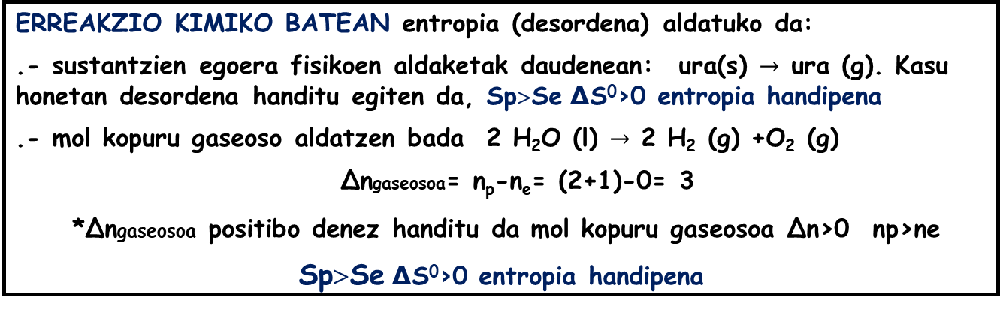 ERREAKZIO KIMIKO BATEAN entropia (desordena) aldatuko da:
.- sustantzien egoera fisikoen aldaketak daudenean:  ura(s) → ura (g). Kasu
honetan desordena handitu egiten da, Sp>Se ΔS⁰>0 entropia handipena
.- mol kopuru gaseoso aldatzen bada  2 H₂O (l) → 2 H₂ (g) +O₂ (g)
Δngaseosoa= nₚ-nₑ= (2+1)-0= 3
*Δngaseosoa positibo denez handitu da mol kopuru gaseosoa Δn>0  np>ne
Sp>Se ΔS⁰>0 entropia handipena